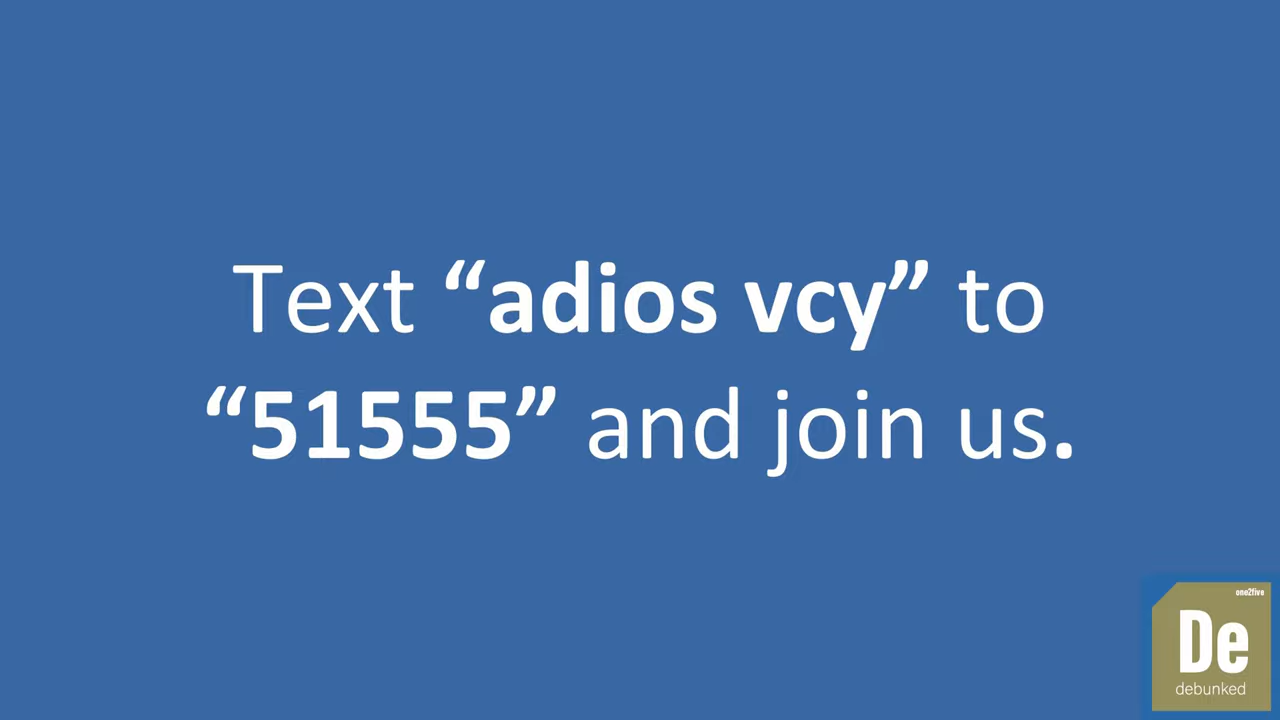 Text “adios vcy” to
“51555” and join us.
one2five
De
debunked